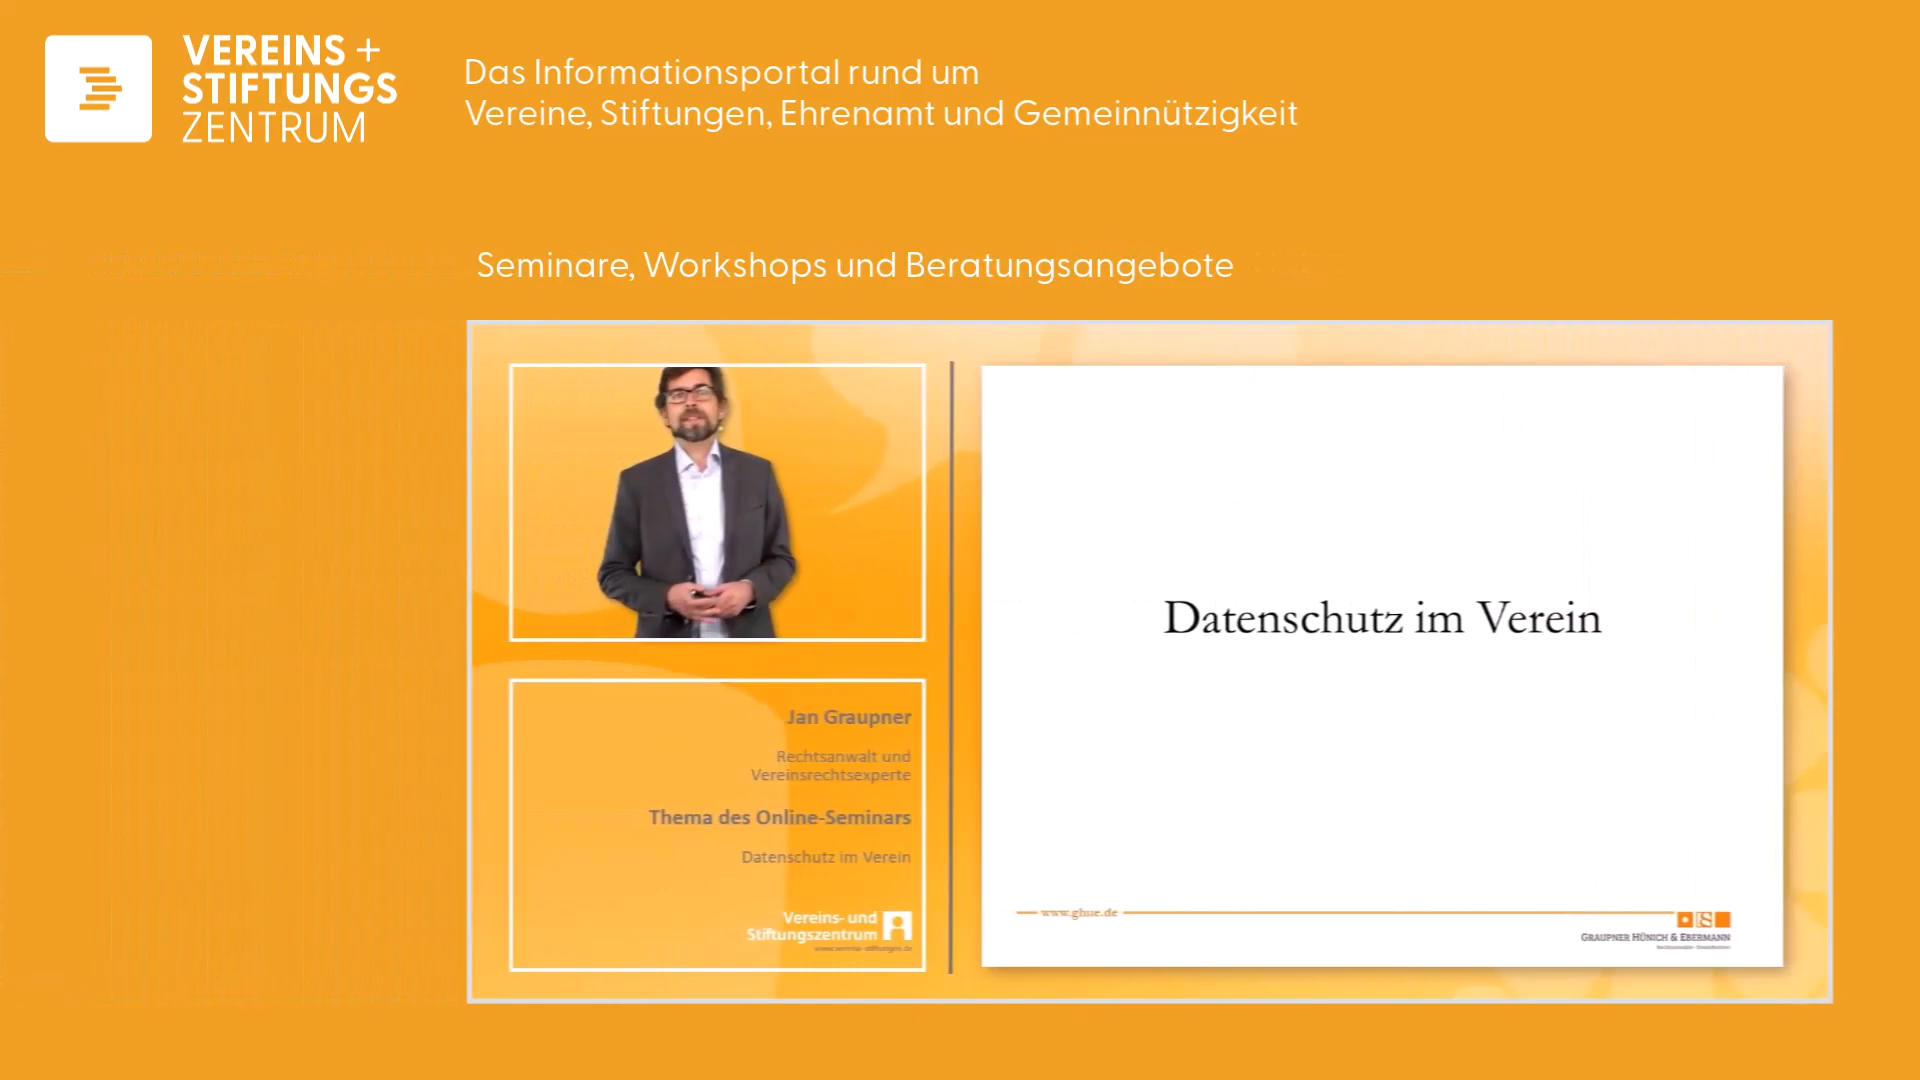 VEREINS +
STIFTUNGS
ZENTRUM
Das Informationsportal rund um
Vereine, Stiftungen, Ehrenamt und Gemeinnützigkeit
Seminare, Workshops und Beratungsangebote
Jan Graupner
Rechtsanwalt und
Vereinsrechtsexperte
Thema des Online-Seminars
Datenschutz im Verein
Vereins- und
Stiftungszentrum
Datenschutz im Verein
www.ghue.de
GRAUPNER HÜNICH & EBERMANN